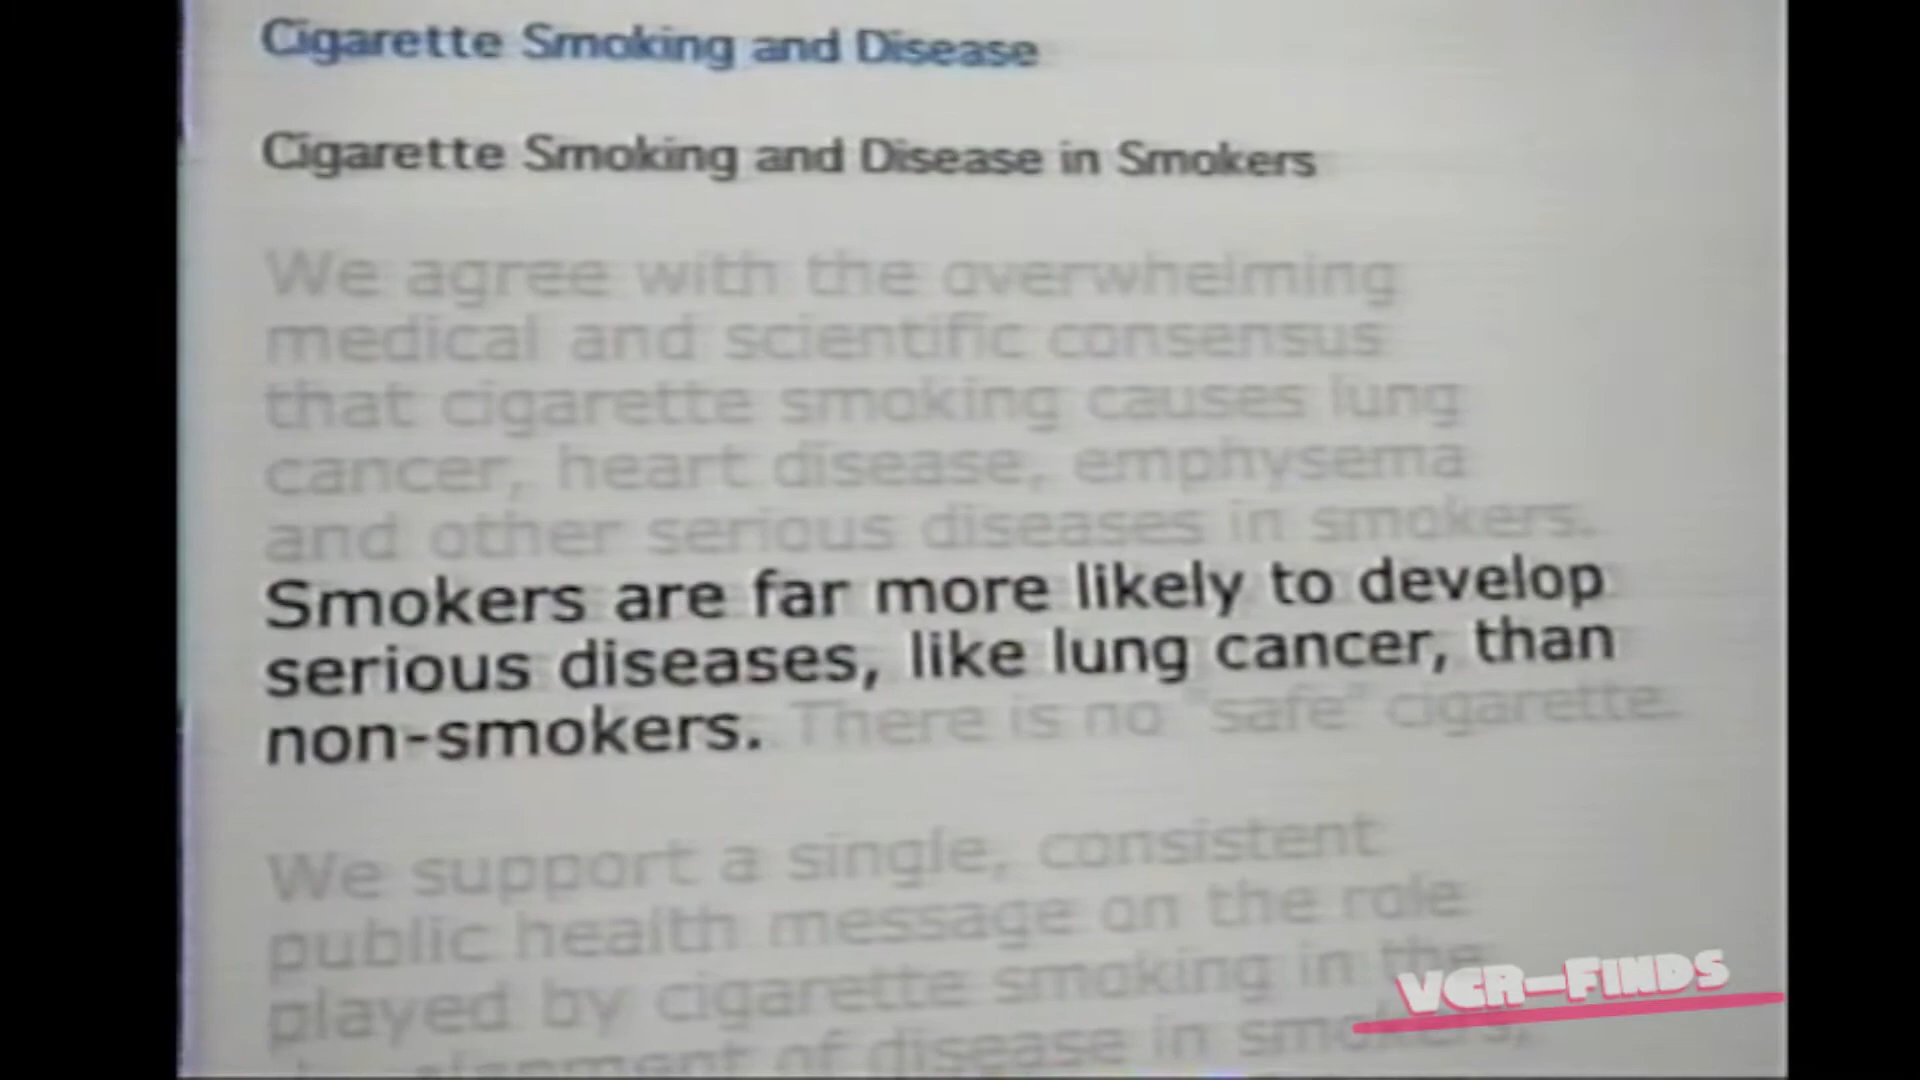 Cigarette Smoking and Disease
Cigarette Smoking and Disease in Smokers
We agree with the overwhelming
medical and scientific consensus
that cigarette smoking causes lung
cancer, heart disease, emphysema
and other serious diseases in smokers.
Smokers are far more likely to develop
serious diseases, like lung cancer, than
non-smokers. There is no "safe" cigarette.
We support a single, consistent
public health message on the role
played by cigarette smoking in the
of disease in smokers,
VCR-FINDS